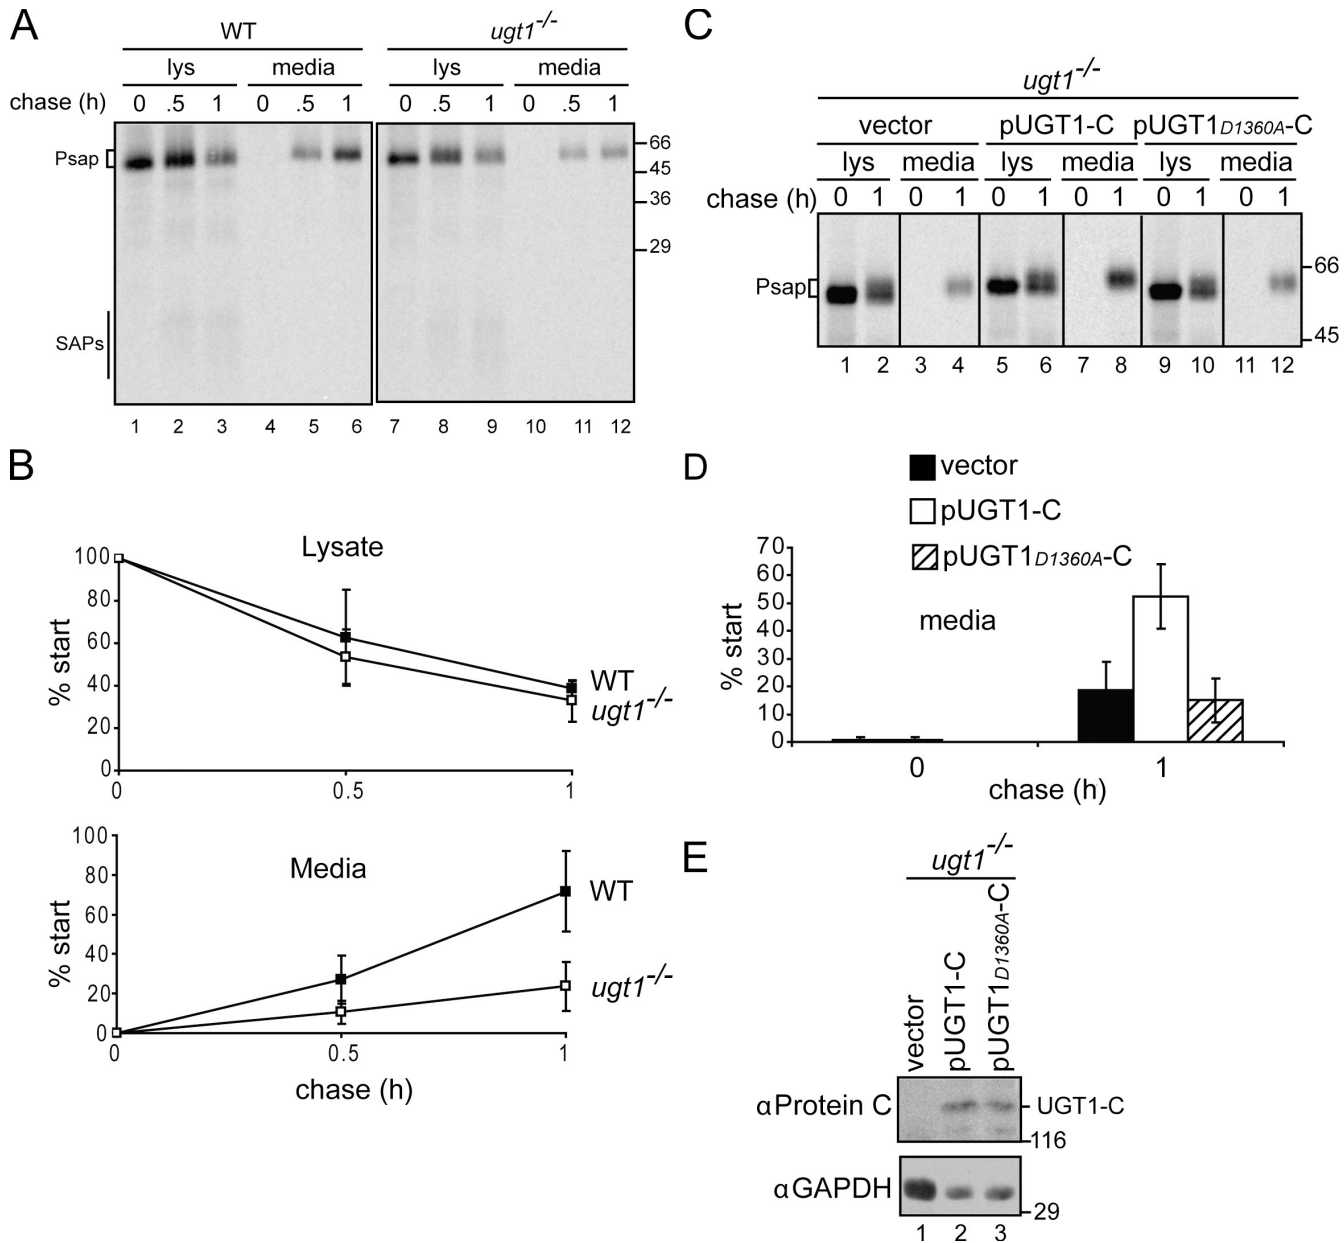 A
WT
ugt1-/-
lys media lys media
chase (h) 0 .5 1 0 .5 1 0 .5 1 0 .5 1
Psap
SAPs
66
45
36
29
1 2 3 4 5 6 7 8 9 10 11 12
B
Lysate
% start
100
80
60
40
20
0
WT
ugt1-/-
0 0.5 1
Media
% start
100
80
60
40
20
0
WT
ugt1-/-
0 0.5 1
chase (h)
C
ugt1-/-
vector pUGT1-C pUGT1D1360A-C
lys media lys media lys media
chase (h) 0 1 0 1 0 1 0 1 0 1 0 1
Psap
66
45
1 2 3 4 5 6 7 8 9 10 11 12
D
vector
pUGT1-C
pUGT1D1360A-C
media
% start
70
60
50
40
30
20
10
0
0 1
chase (h)
E
ugt1-/-
vector
pUGT1-C
pUGT1D1360A-C
αProtein C
UGT1-C
116
αGAPDH
29
1 2 3